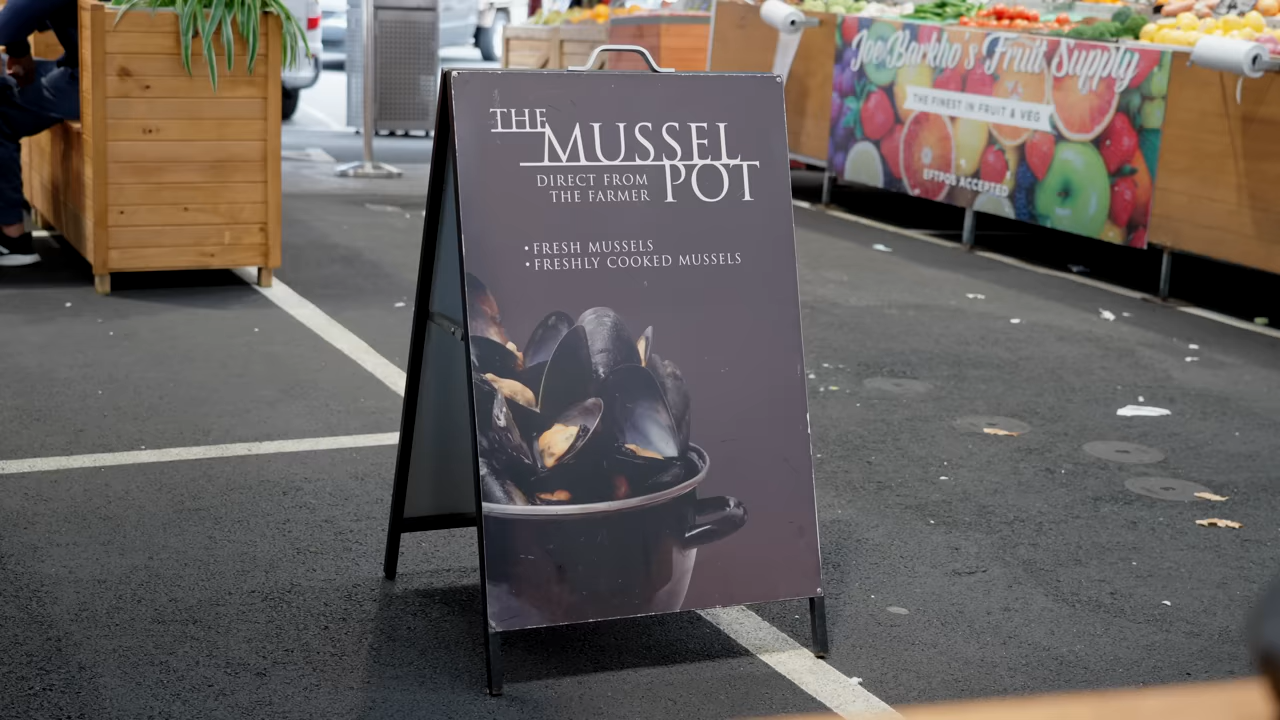 THE
MUSSEL
POT
DIRECT FROM
THE FARMER
• FRESH MUSSELS
• FRESHLY COOKED MUSSELS
Joe Barkho's Fruit Supply
THE FINEST IN FRUIT & VEG
EFTPOS ACCEPTED